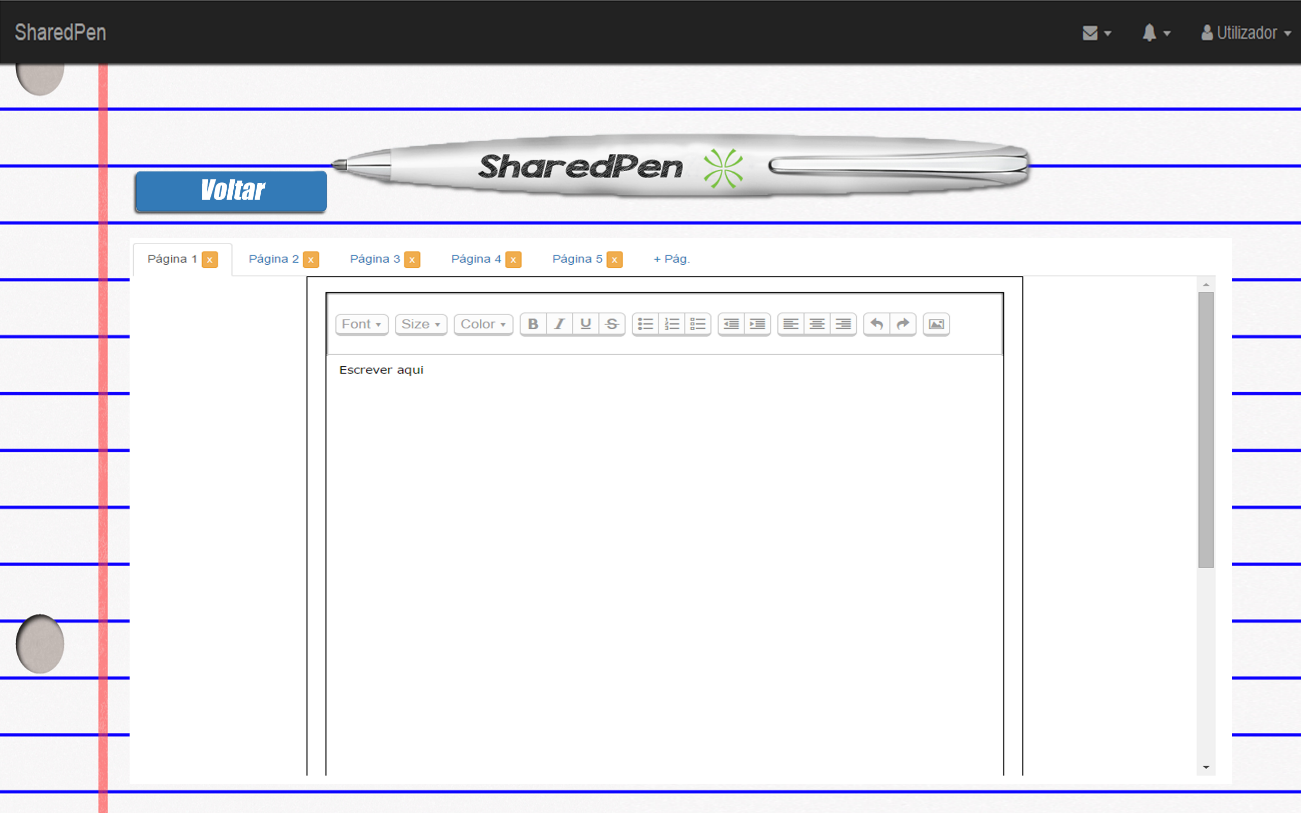 SharedPen Utilizador
SharedPen
Voltar
Página 1 x Página 2 x Página 3 x Página 4 x Página 5 x + Pág.
Font Size Color B I U S
Escrever aqui